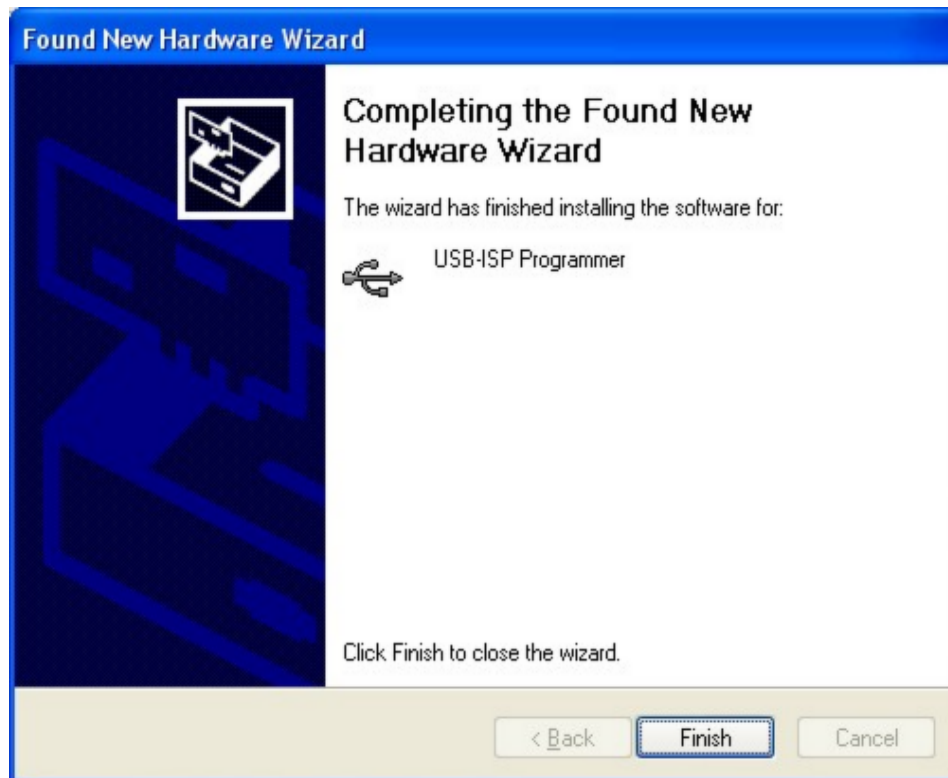 Found New Hardware Wizard
Completing the Found New
Hardware Wizard
The wizard has finished installing the software for:
USB-ISP Programmer
Click Finish to close the wizard.
< Back Finish Cancel